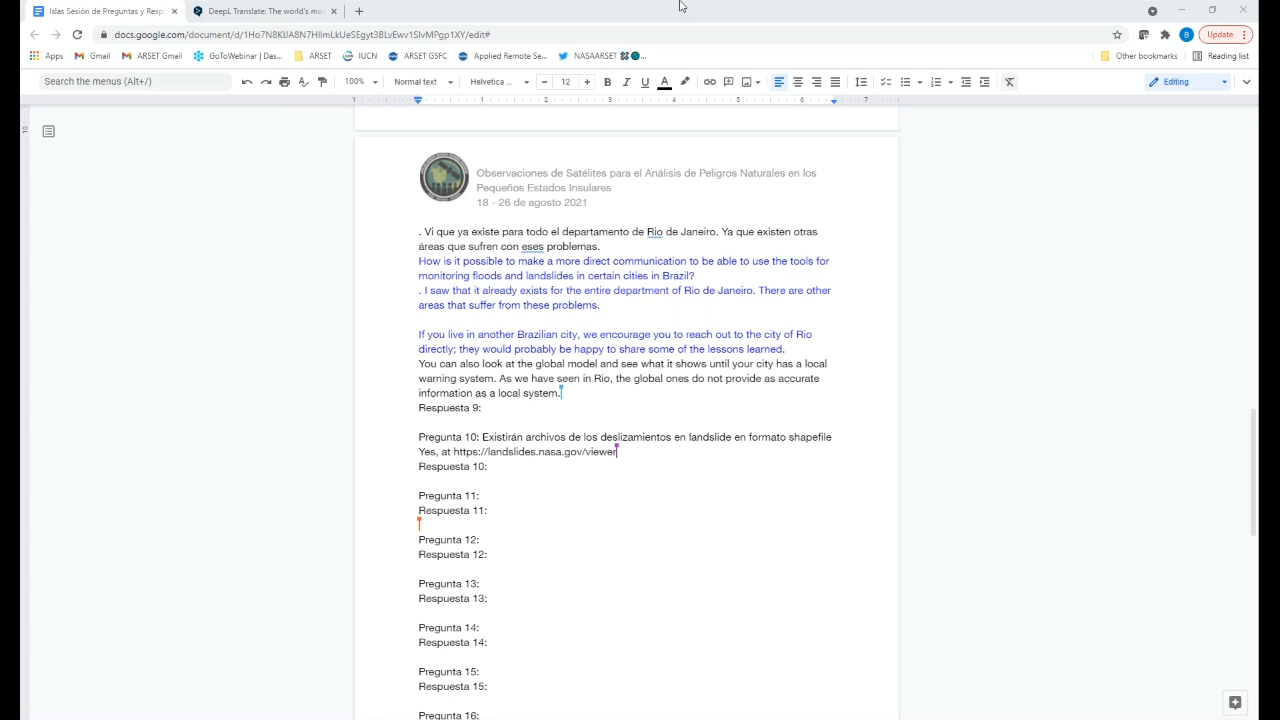 Islas Sesión de Preguntas y Resp
DeepL Translate: The world's mo
docs.google.com/document/d/1Ho7N8KUA8N7HIImLkUeSEgyt3BLvEwv1SlvMPgp1XY/edit#
B
Update
Apps
Gmail
ARSET Gmail
GoToWebinar | Das...
ARSET
IUCN
ARSET GSFC
Applied Remote Se...
NASAARSET
Other bookmarks
Reading list
Search the menus (Alt+/)
100%
Normal text
Helvetica ...
12
B I U A
Editing
1 1 2 3 4 5 6 7
Observaciones de Satélites para el Análisis de Peligros Naturales en los
Pequeños Estados Insulares
18 - 26 de agosto 2021
. Vi que ya existe para todo el departamento de Rio de Janeiro. Ya que existen otras
áreas que sufren con eses problemas.
How is it possible to make a more direct communication to be able to use the tools for
monitoring floods and landslides in certain cities in Brazil?
. I saw that it already exists for the entire department of Rio de Janeiro. There are other
areas that suffer from these problems.
If you live in another Brazilian city, we encourage you to reach out to the city of Rio
directly; they would probably be happy to share some of the lessons learned.
You can also look at the global model and see what it shows until your city has a local
warning system. As we have seen in Rio, the global ones do not provide as accurate
information as a local system.
Respuesta 9:
Pregunta 10: Existirán archivos de los deslizamientos en landslide en formato shapefile
Yes, at https://landslides.nasa.gov/viewer
Respuesta 10:
Pregunta 11:
Respuesta 11:
Pregunta 12:
Respuesta 12:
Pregunta 13:
Respuesta 13:
Pregunta 14:
Respuesta 14:
Pregunta 15:
Respuesta 15:
Pregunta 16: